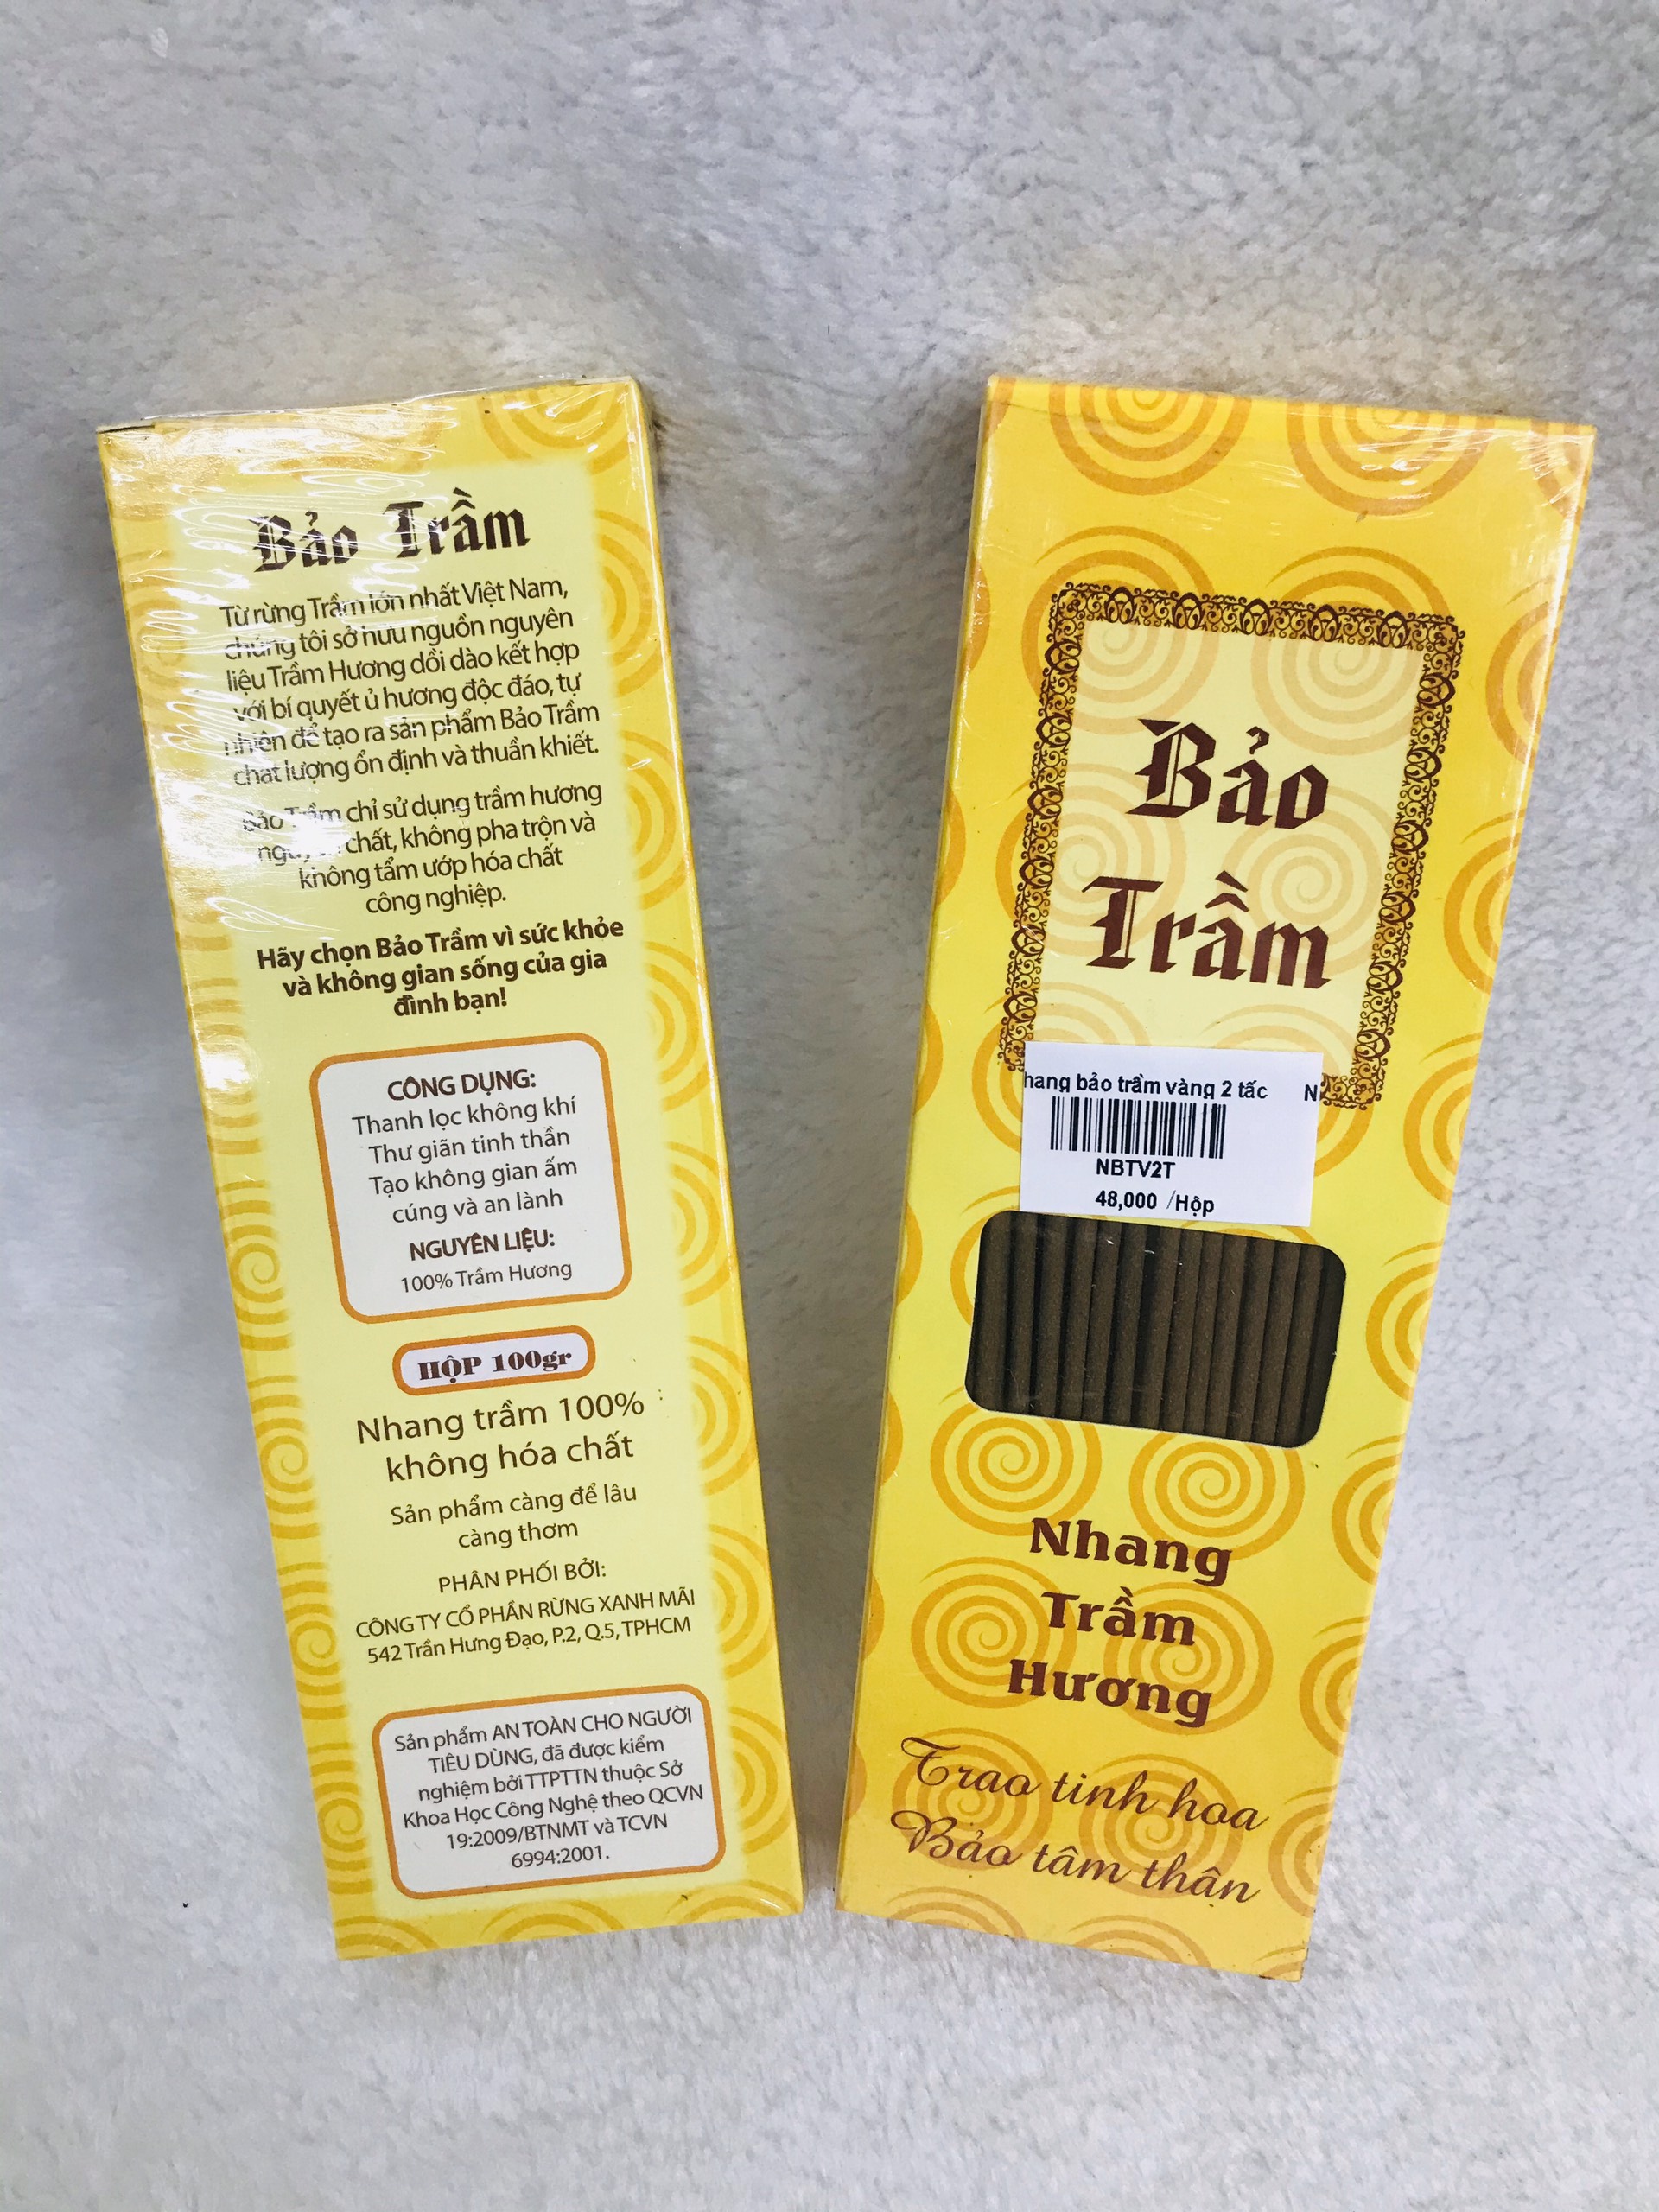 Bảo Trầm
Từ rừng Trầm lớn nhất Việt Nam,
chúng tôi sở hữu nguồn nguyên
liệu Trầm Hương dồi dào kết hợp
với bí quyết ủ hương độc đáo, tự
nhiên để tạo ra sản phẩm Bảo Trầm
chất lượng ổn định và thuần khiết.
Bảo Trầm chỉ sử dụng trầm hương
nguyên chất, không pha trộn và
không tẩm ướp hóa chất
công nghiệp.
Hãy chọn Bảo Trầm vì sức khỏe
và không gian sống của gia
đình bạn!
CÔNG DỤNG:
Thanh lọc không khí
Thư giãn tinh thần
Tạo không gian ấm
cúng và an lành
NGUYÊN LIỆU:
100% Trầm Hương
HỘP 100gr
Nhang trầm 100%
không hóa chất
Sản phẩm càng để lâu
càng thơm
PHÂN PHỐI BỞI:
CÔNG TY CỔ PHẦN RỪNG XANH MÃI
542 Trần Hưng Đạo, P.2, Q.5, TPHCM
Sản phẩm AN TOÀN CHO NGƯỜI
TIÊU DÙNG, đã được kiểm
nghiệm bởi TTPTTN thuộc Sở
Khoa Học Công Nghệ theo QCVN
19:2009/BTNMT và TCVN
6994:2001.
Bảo
Trầm
hang bảo trầm vàng 2 tấc N
NBTV2T
48,000 /Hộp
Nhang
Trầm
Hương
Trao tinh hoa
Bảo tâm thân